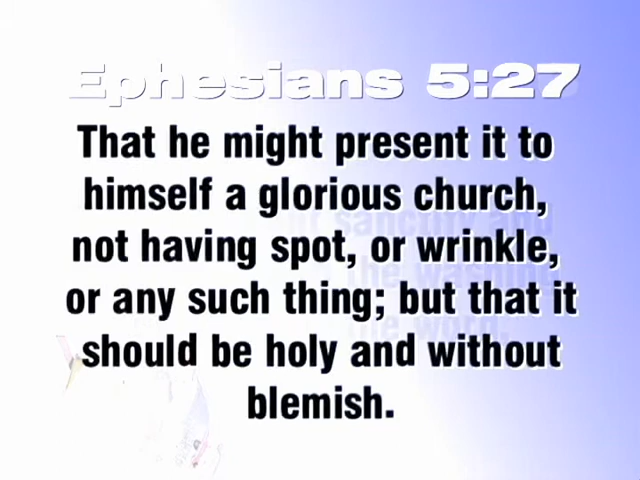 Ephesians 5:27
That he might present it to
himself a glorious church,
not having spot, or wrinkle,
or any such thing; but that it
should be holy and without
blemish.